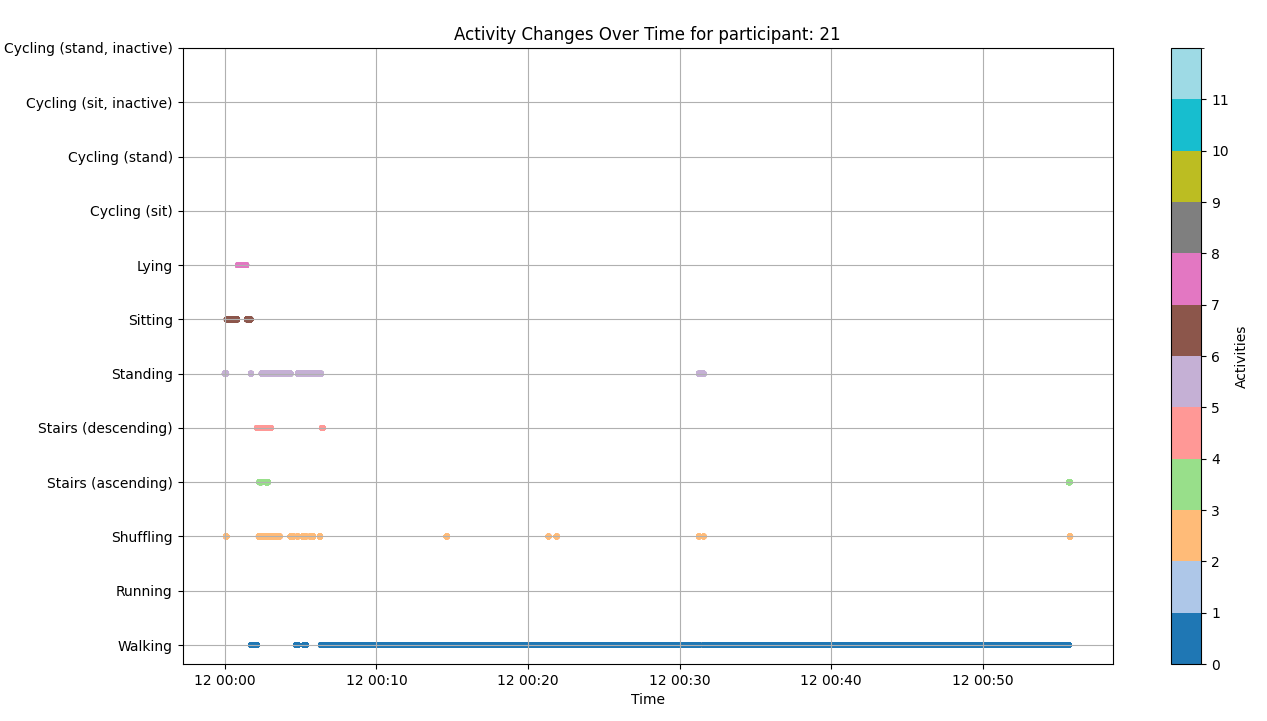 Activity Changes Over Time for participant: 21
Cycling (stand, inactive)
Cycling (sit, inactive)
Cycling (stand)
Cycling (sit)
Lying
Sitting
Standing
Stairs (descending)
Stairs (ascending)
Shuffling
Running
Walking
12 00:00 12 00:10 12 00:20 12 00:30 12 00:40 12 00:50
Time
11
10
9
8
7
6
5
4
3
2
1
0
Activities